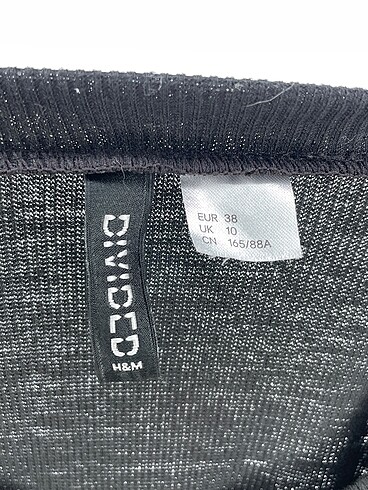 DIVIDED
H&M
EUR 38
UK 10
CN 165/88A